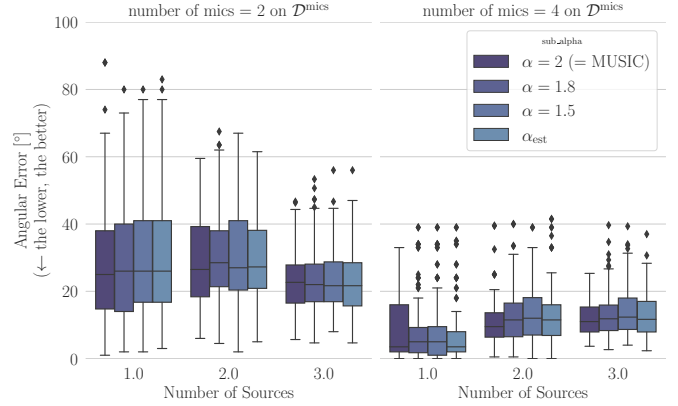 number of mics = 2 on 𝒟ᵐⁱᶜˢ
number of mics = 4 on 𝒟ᵐⁱᶜˢ
Angular Error [°]
(← the lower, the better)
100
80
60
40
20
0
sub_alpha
α = 2 (= MUSIC)
α = 1.8
α = 1.5
α_est
1.0 2.0 3.0
Number of Sources
1.0 2.0 3.0
Number of Sources